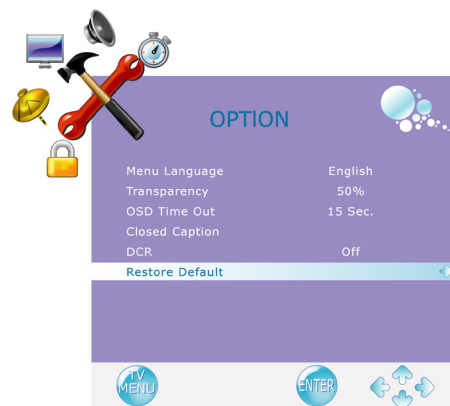 OPTION
Menu Language English
Transparency 50%
OSD Time Out 15 Sec.
Closed Caption
DCR Off
Restore Default
TV
MENU ENTER